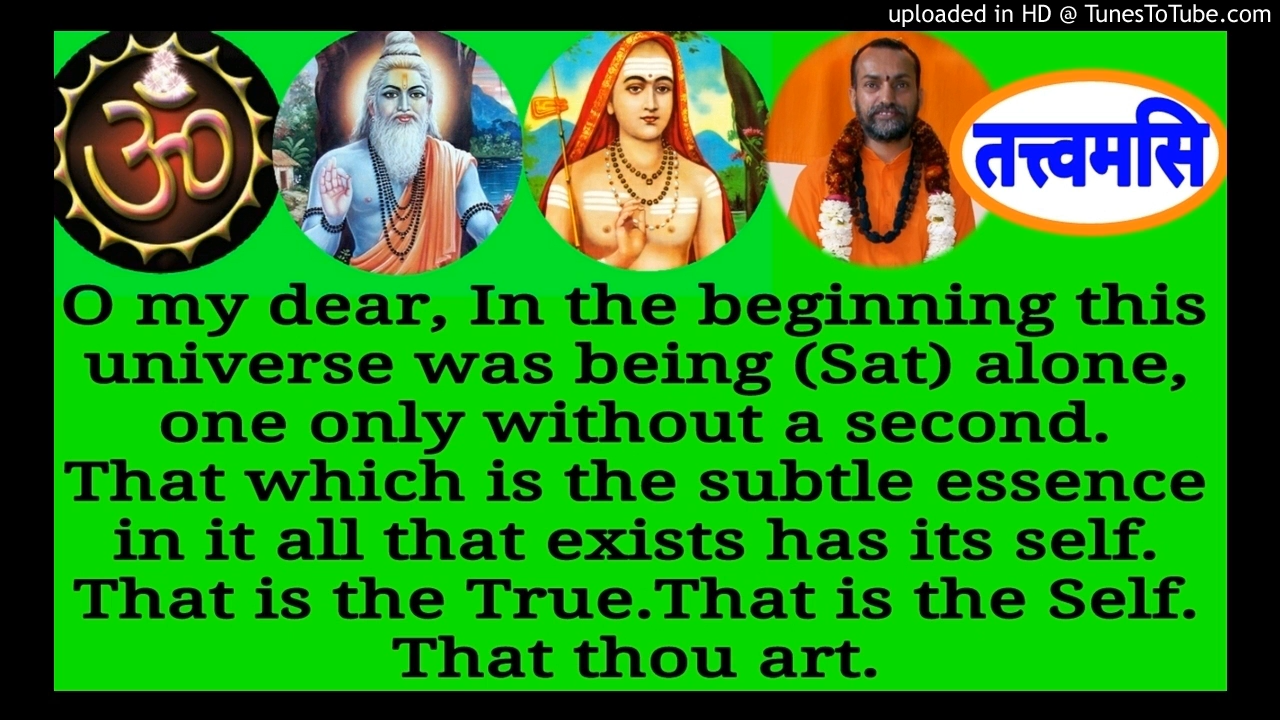 uploaded in HD @ TunesToTube.com
ॐ
तत्त्वमसि
O my dear, In the beginning this
universe was being (Sat) alone,
one only without a second.
That which is the subtle essence
in it all that exists has its self.
That is the True.That is the Self.
That thou art.